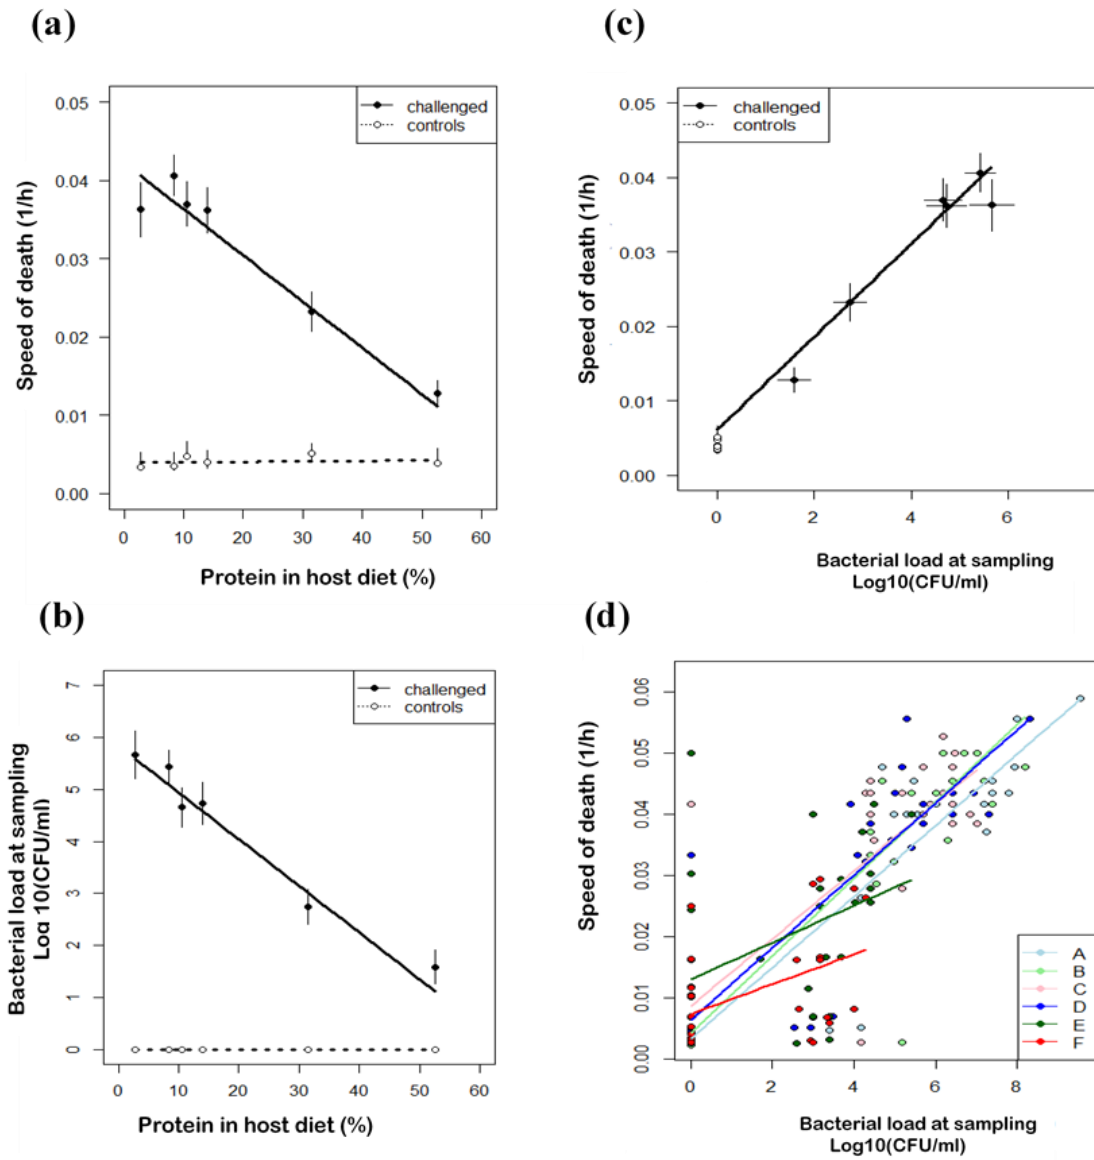 (a)
0.05
0.04
0.03
0.02
0.01
0.00
Speed of death (1/h)
challenged
controls
0 10 20 30 40 50 60
Protein in host diet (%)
(c)
0.05
0.04
0.03
0.02
0.01
0.00
Speed of death (1/h)
challenged
controls
0 2 4 6
Bacterial load at sampling
Log10(CFU/ml)
(b)
7
6
5
4
3
2
1
0
Bacterial load at sampling
Log 10(CFU/ml)
challenged
controls
0 10 20 30 40 50 60
Protein in host diet (%)
(d)
0.06
0.05
0.04
0.03
0.02
0.01
0.00
Speed of death (1/h)
A
B
C
D
E
F
0 2 4 6 8
Bacterial load at sampling
Log10(CFU/ml)